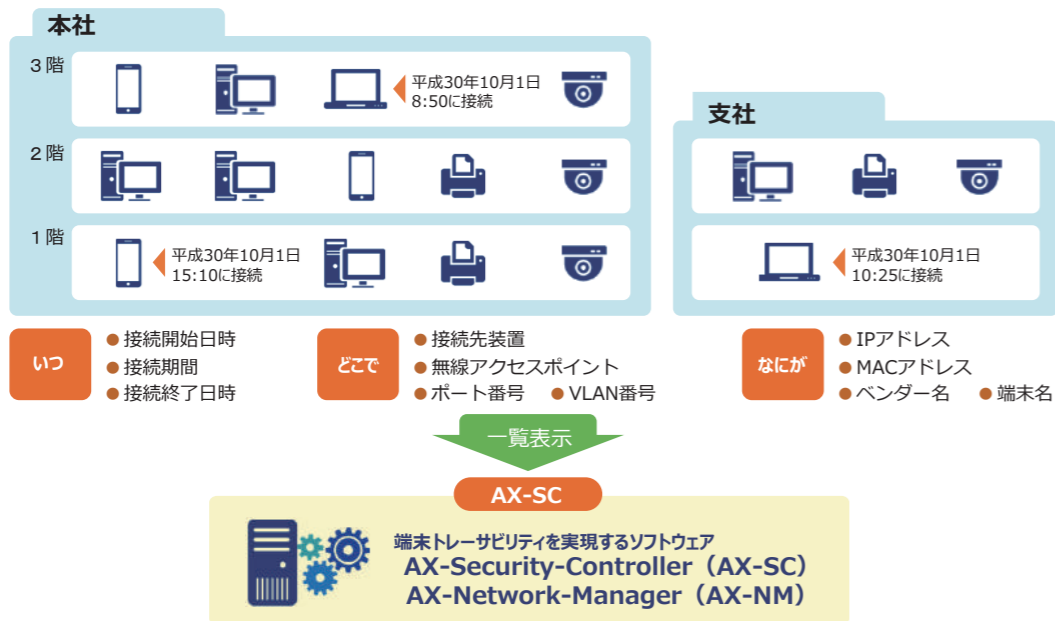 本社
3階
平成30年10月1日
8:50に接続
2階
1階
平成30年10月1日
15:10に接続
支社
平成30年10月1日
10:25に接続
いつ
●接続開始日時
●接続期間
●接続終了日時
どこで
●接続先装置
●無線アクセスポイント
●ポート番号 ●VLAN番号
なにが
●IPアドレス
●MACアドレス
●ベンダー名 ●端末名
一覧表示
AX-SC
端末トレーサビリティを実現するソフトウェア
AX-Security-Controller（AX-SC）
AX-Network-Manager（AX-NM）